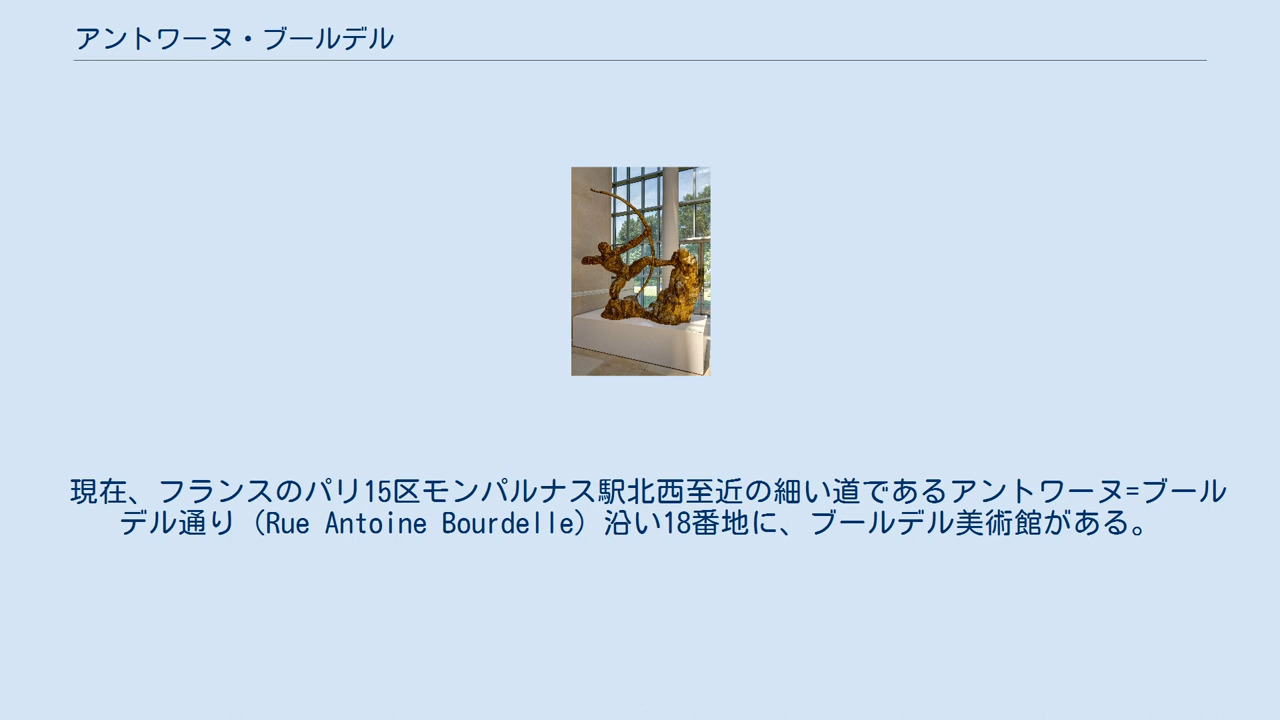 アントワーヌ・ブールデル
現在、フランスのパリ15区モンパルナス駅北西至近の細い道であるアントワーヌ=ブール
デル通り（Rue Antoine Bourdelle）沿い18番地に、ブールデル美術館がある。